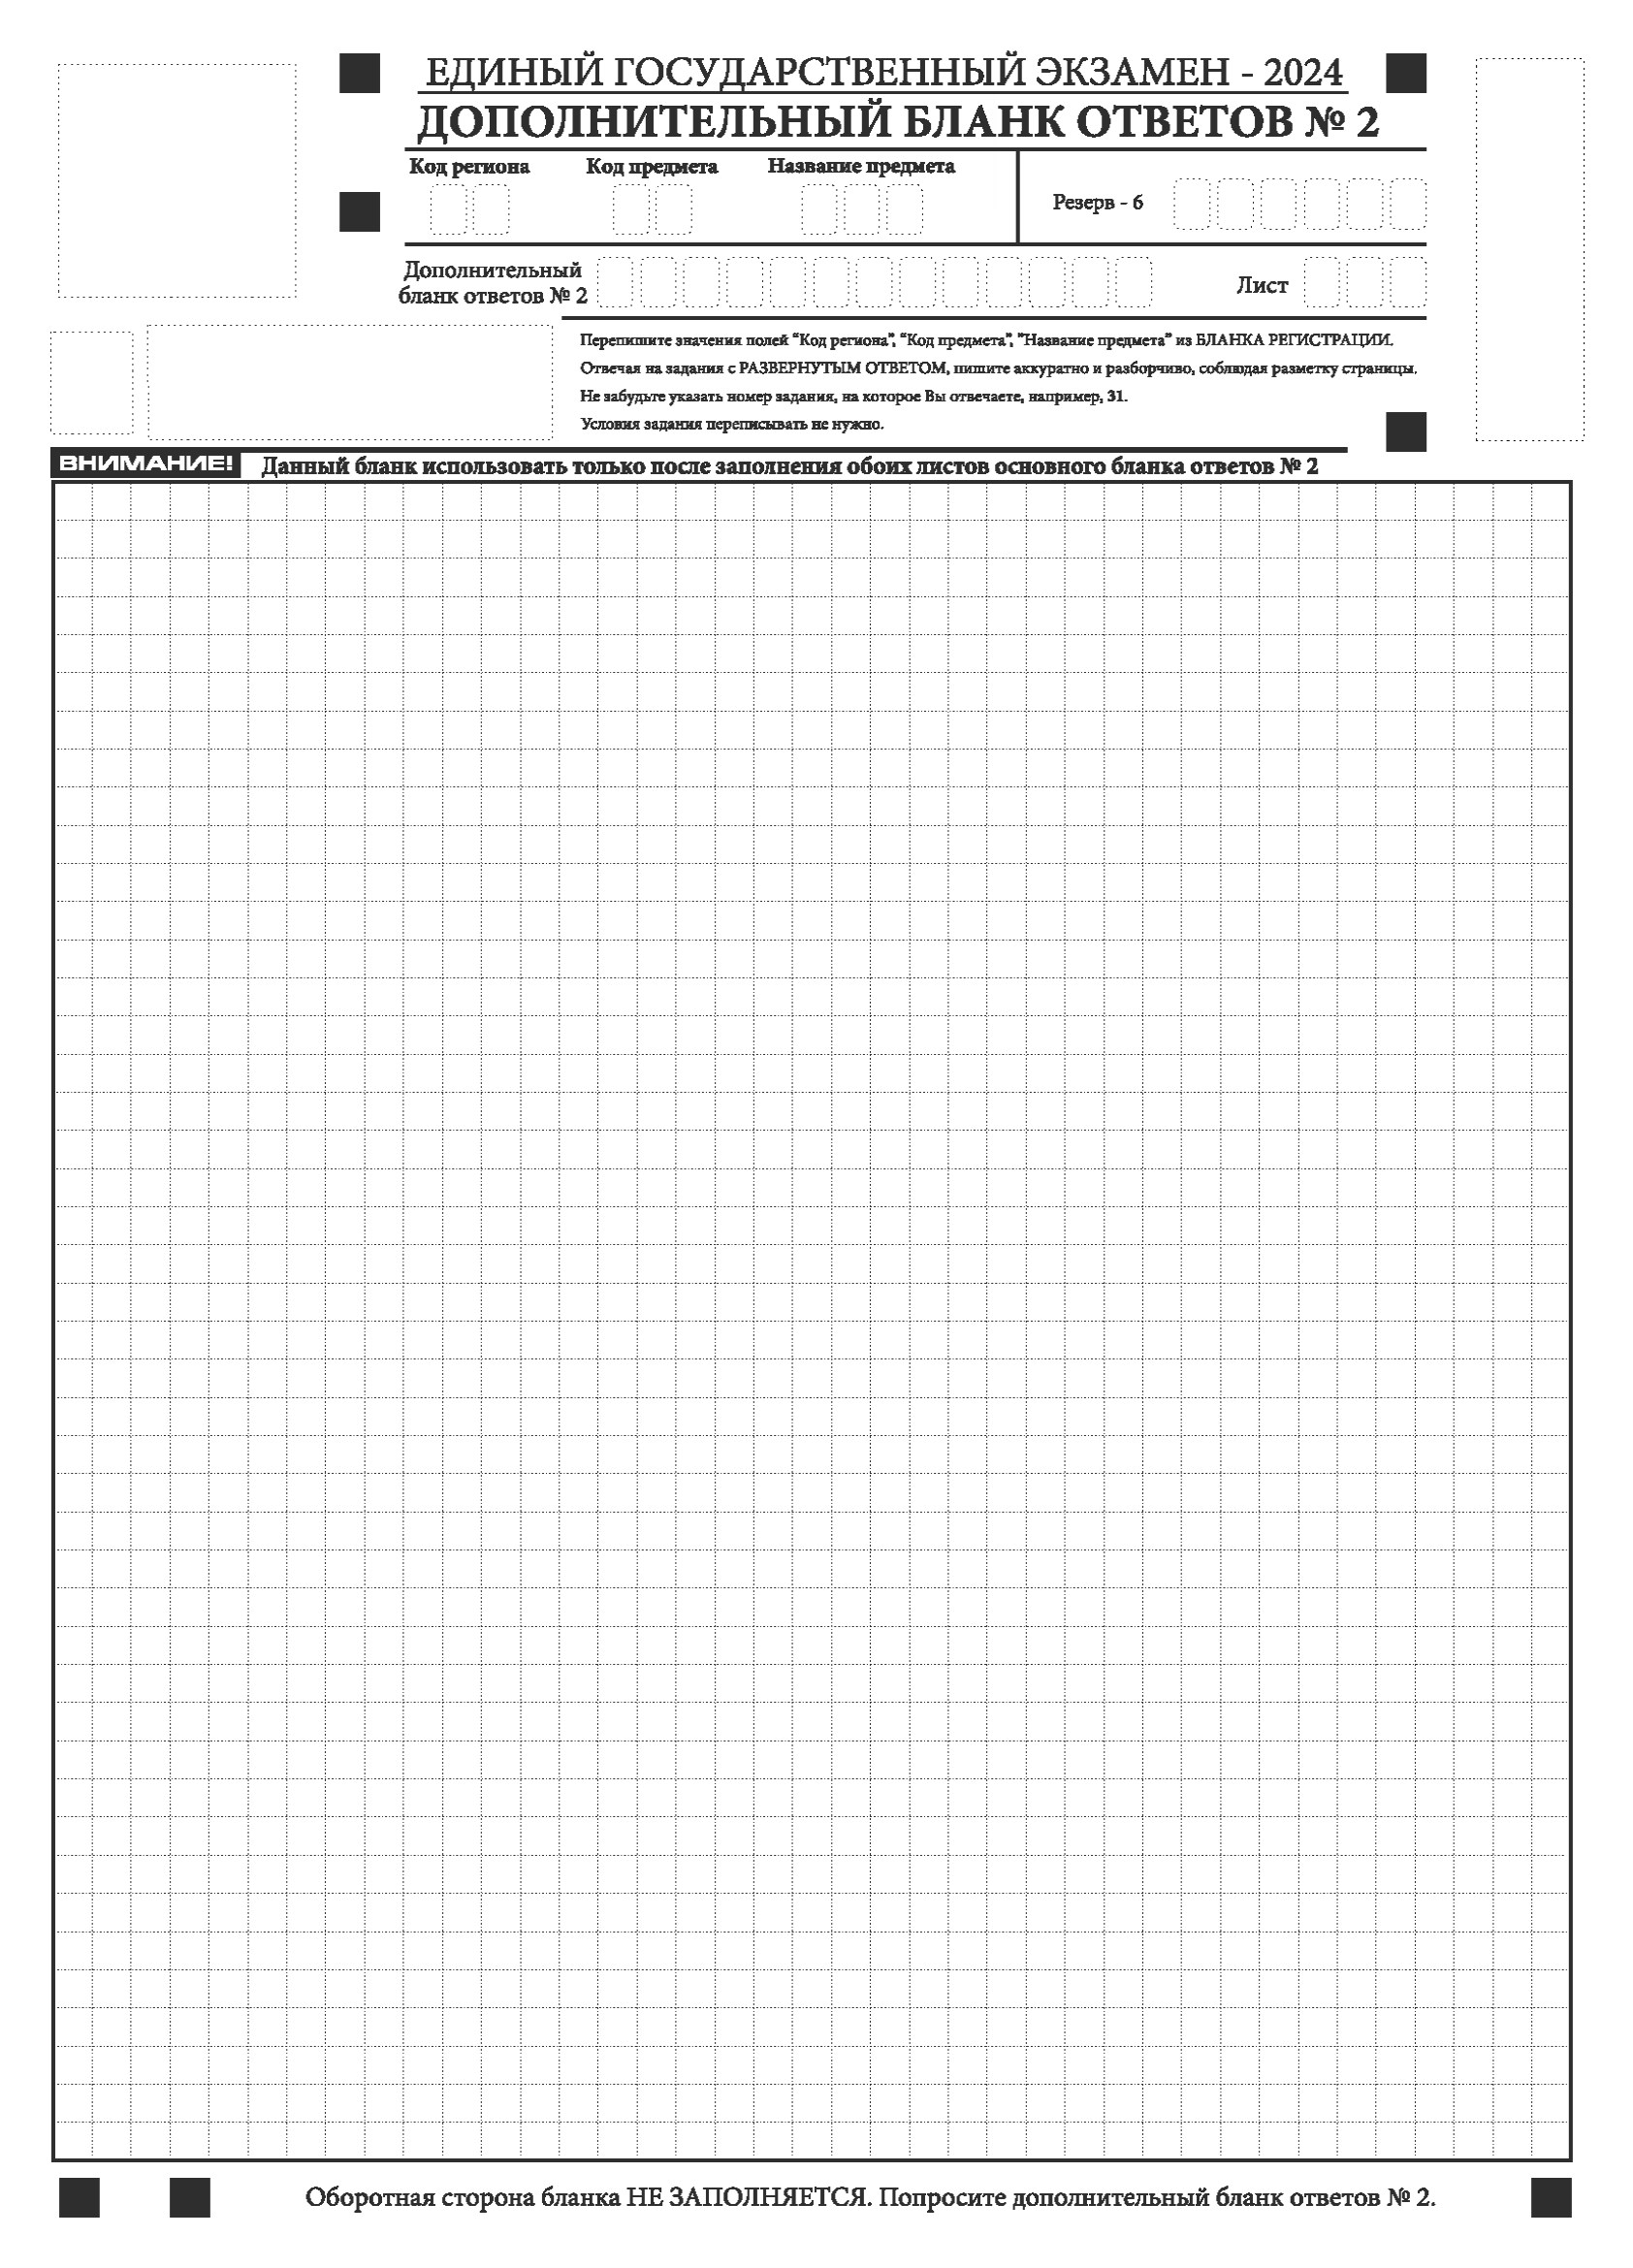 ЕДИНЫЙ ГОСУДАРСТВЕННЫЙ ЭКЗАМЕН - 2024
ДОПОЛНИТЕЛЬНЫЙ БЛАНК ОТВЕТОВ № 2
Код региона Код предмета Название предмета
Резерв - 6
Дополнительный
бланк ответов № 2
Лист
Перепишите значения полей “Код региона”, “Код предмета”, ”Название предмета” из БЛАНКА РЕГИСТРАЦИИ.
Отвечая на задания с РАЗВЕРНУТЫМ ОТВЕТОМ, пишите аккуратно и разборчиво, соблюдая разметку страницы.
Не забудьте указать номер задания, на которое Вы отвечаете, например, 31.
Условия задания переписывать не нужно.
ВНИМАНИЕ! Данный бланк использовать только после заполнения обоих листов основного бланка ответов № 2
Оборотная сторона бланка НЕ ЗАПОЛНЯЕТСЯ. Попросите дополнительный бланк ответов № 2.